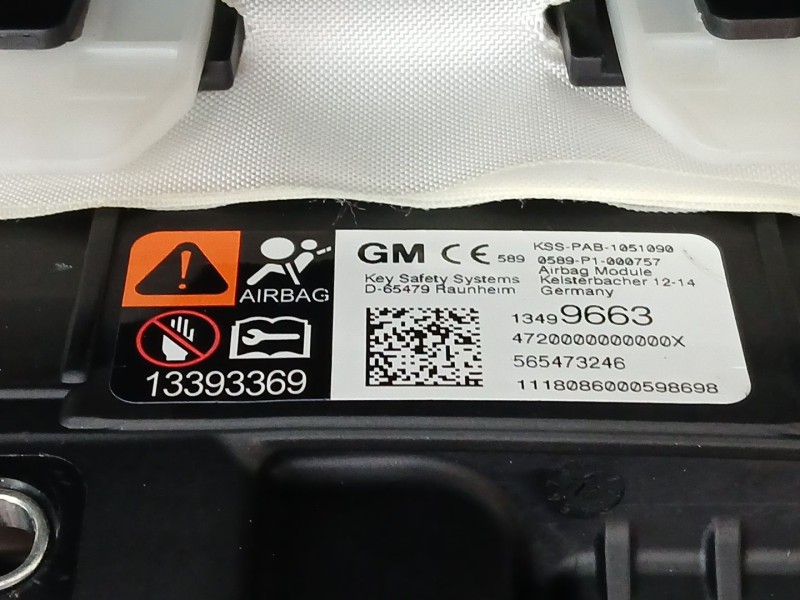 AIRBAG
13393369
GM CE 589
KSS-PAB-1051090
0589-P1-000757
Key Safety Systems Airbag Module
D-65479 Raunheim Kelsterbacher 12-14
Germany
13499663
4720000000000X
565473246
1118086000598698